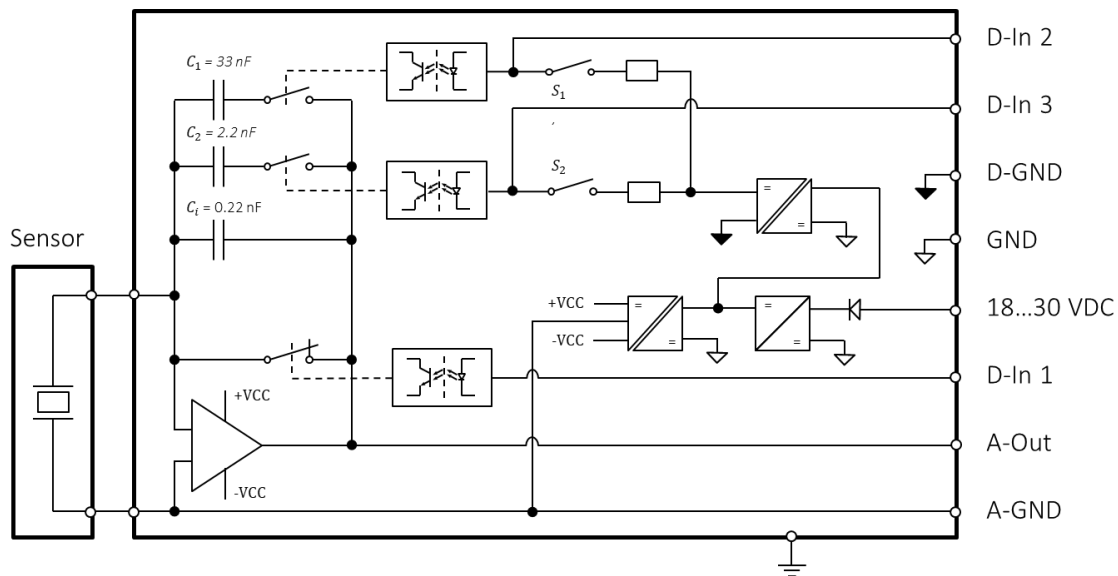 D-In 2
C₁ = 33 nF
S₁
D-In 3
C₂ = 2.2 nF
S₂
D-GND
Cᵢ = 0.22 nF
=
=
Sensor
GND
+VCC
=
=
18...30 VDC
-VCC
=
=
D-In 1
+VCC
A-Out
-VCC
A-GND